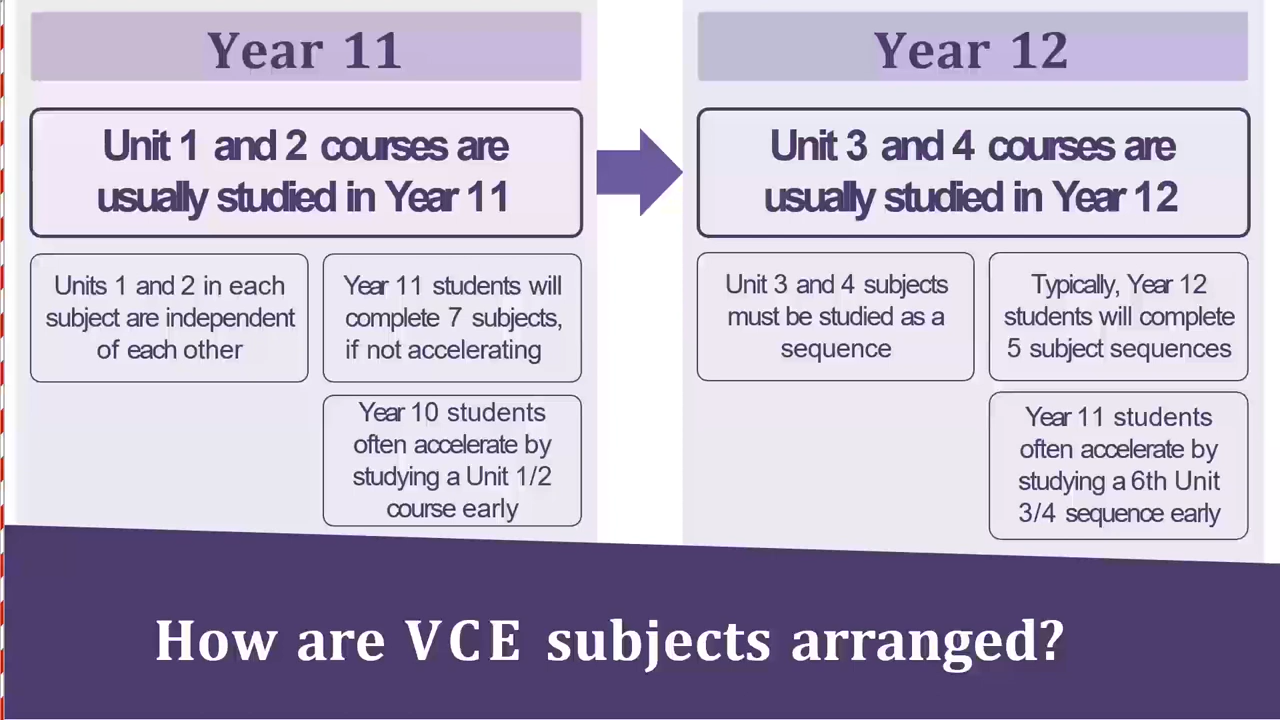 Year 11
Unit 1 and 2 courses are
usually studied in Year 11
Units 1 and 2 in each
subject are independent
of each other
Year 11 students will
complete 7 subjects,
if not accelerating
Year 10 students
often accelerate by
studying a Unit 1/2
course early
Year 12
Unit 3 and 4 courses are
usually studied in Year 12
Unit 3 and 4 subjects
must be studied as a
sequence
Typically, Year 12
students will complete
5 subject sequences
Year 11 students
often accelerate by
studying a 6th Unit
3/4 sequence early
How are VCE subjects arranged?